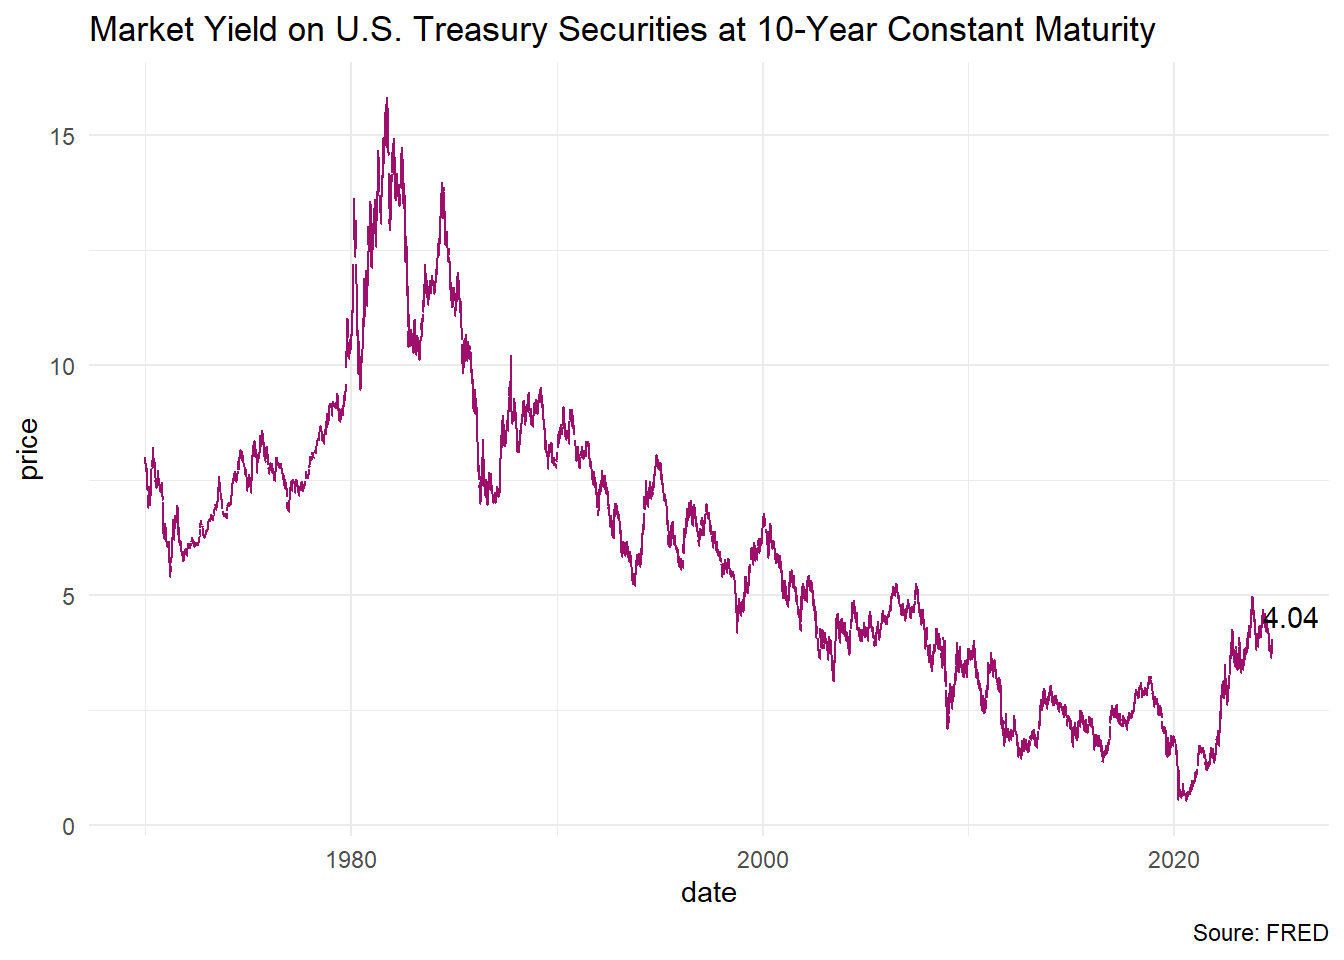 Market Yield on U.S. Treasury Securities at 10-Year Constant Maturity
15
10
5
0
price
4.04
1980
2000
2020
date
Soure: FRED